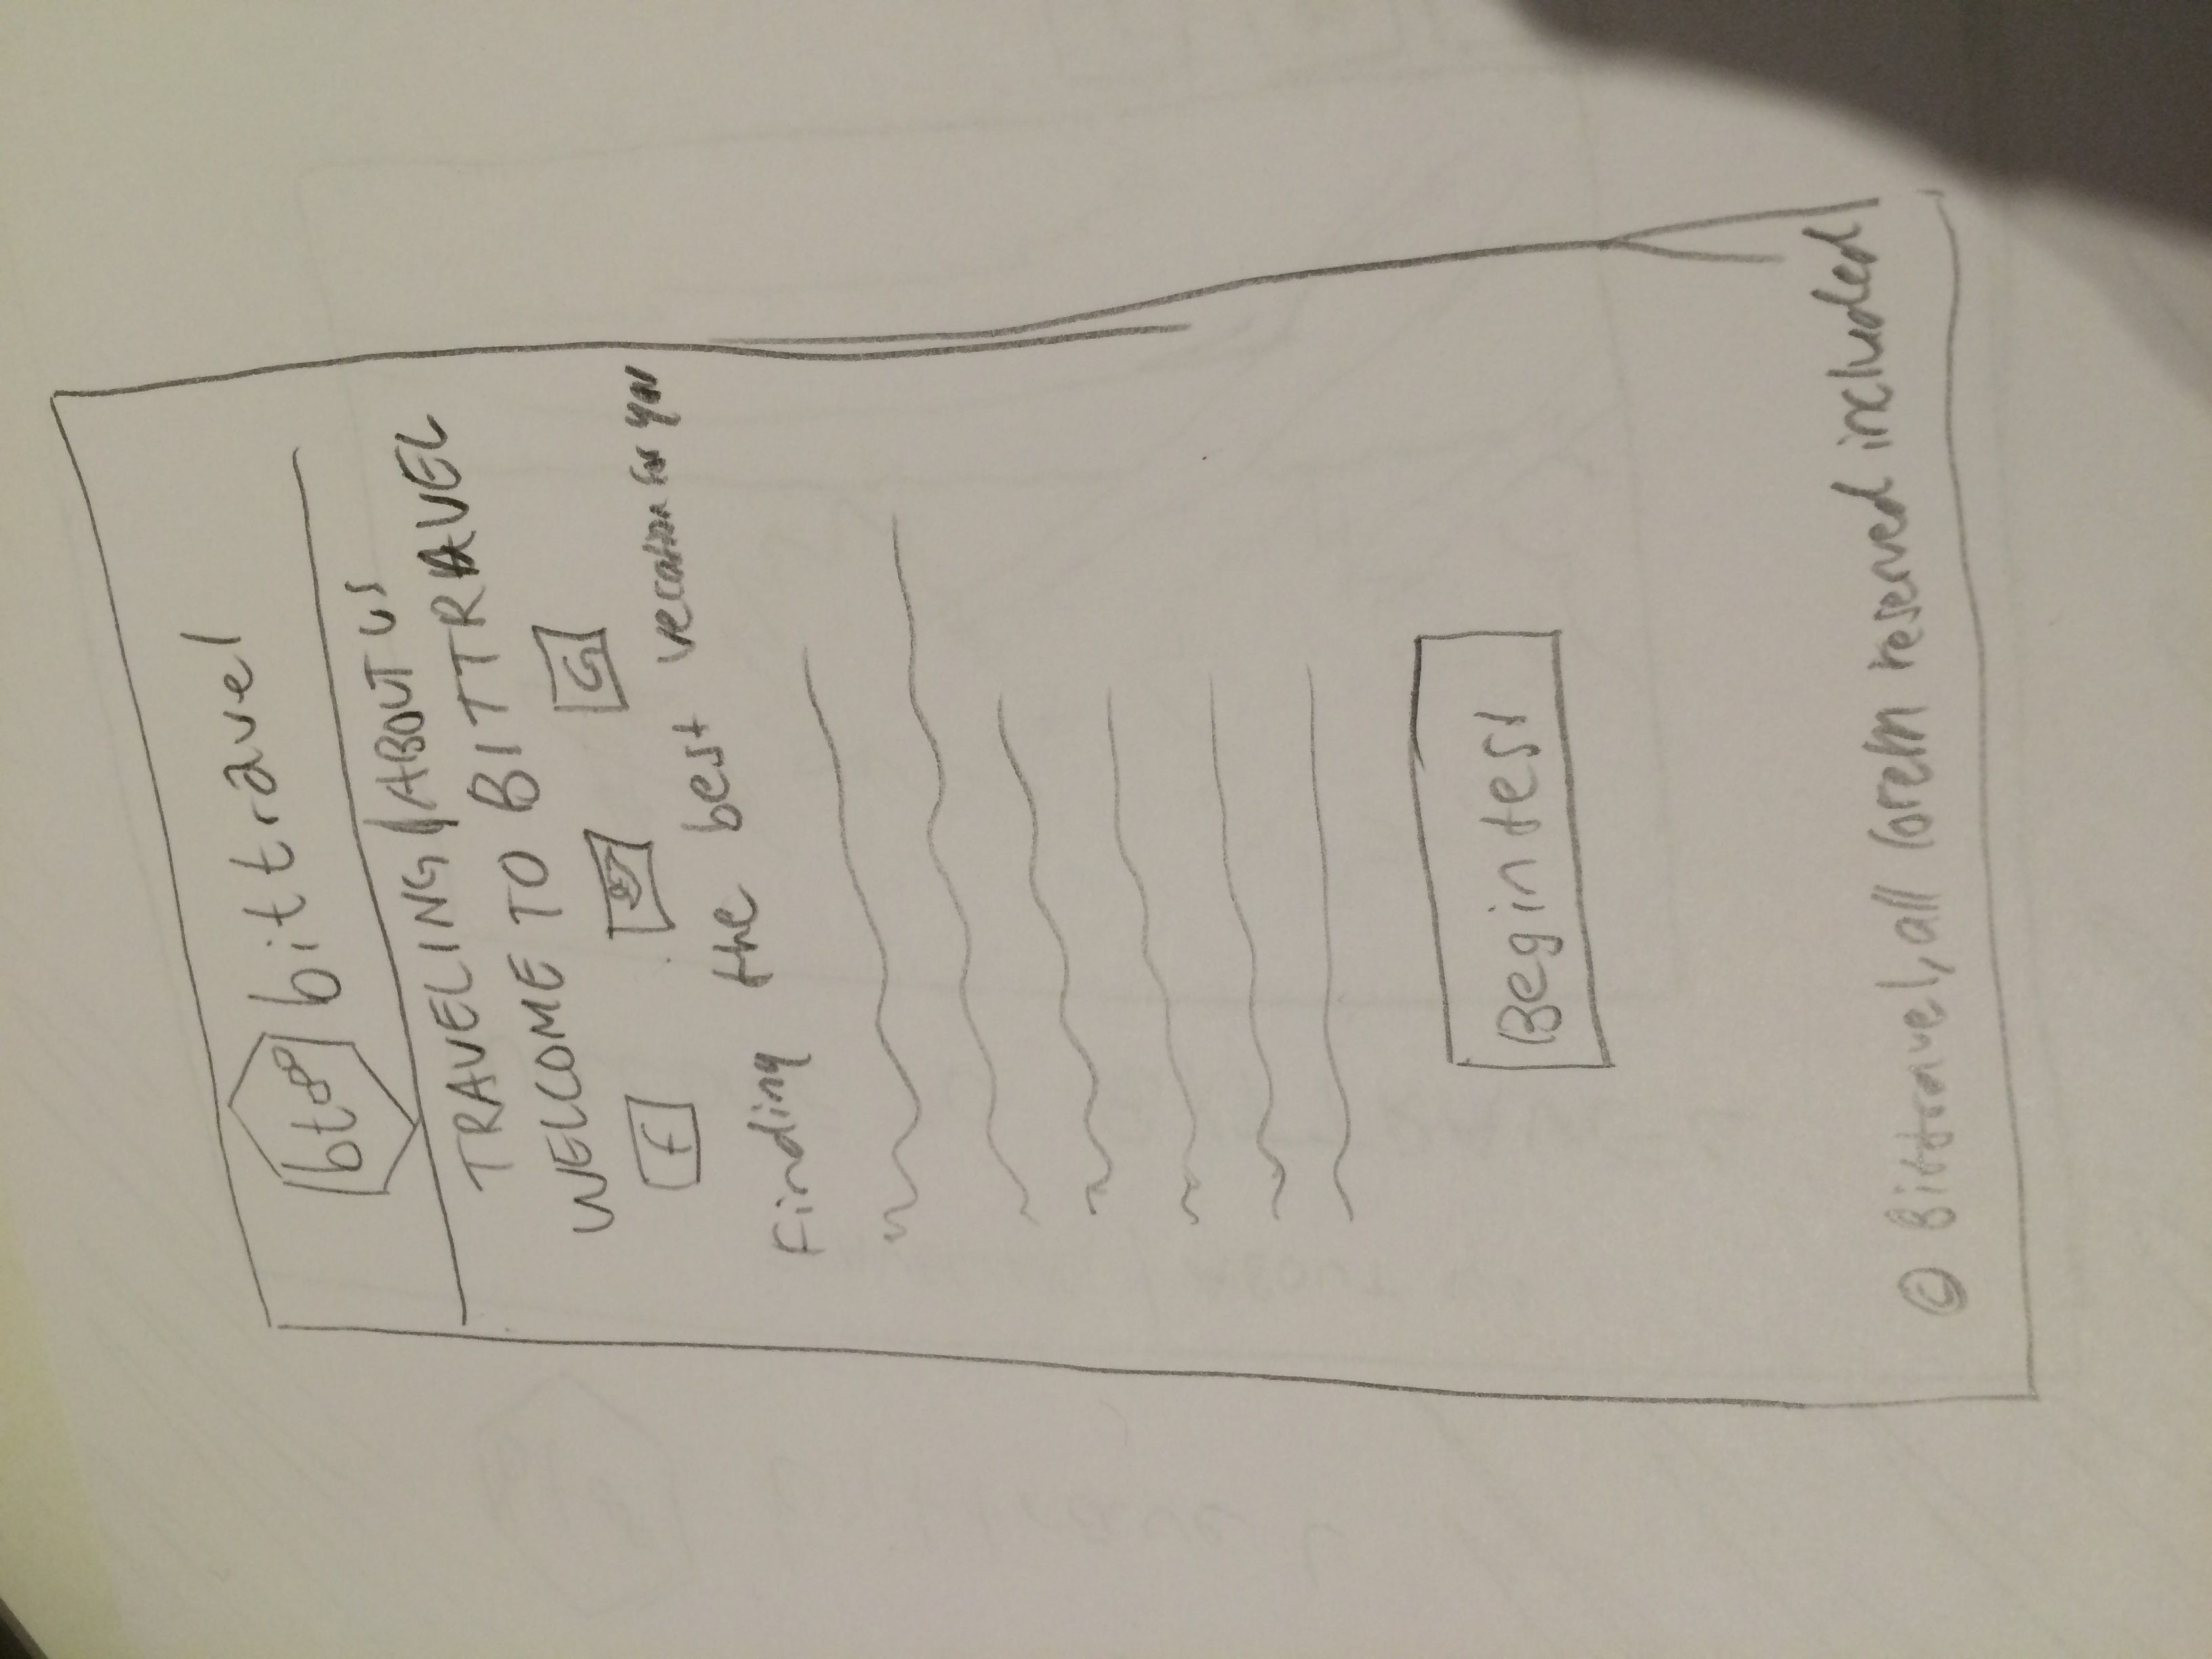 bt bittravel
TRAVELING | ABOUT US
WELCOME TO BITTRAVEL
f G
Finding the best vecation for you
Begin test
© Bittravel, all lorem reserved included